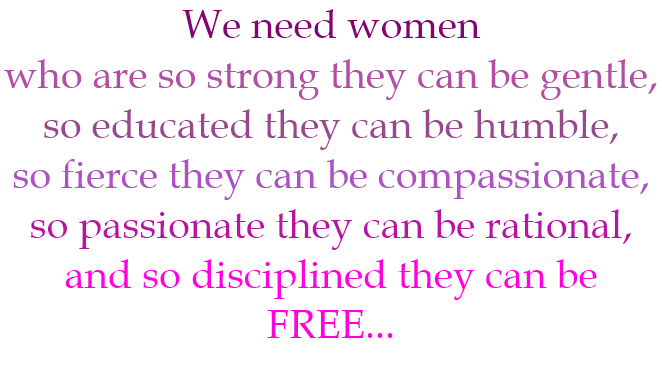 We need women
who are so strong they can be gentle,
so educated they can be humble,
so fierce they can be compassionate,
so passionate they can be rational,
and so disciplined they can be
FREE...